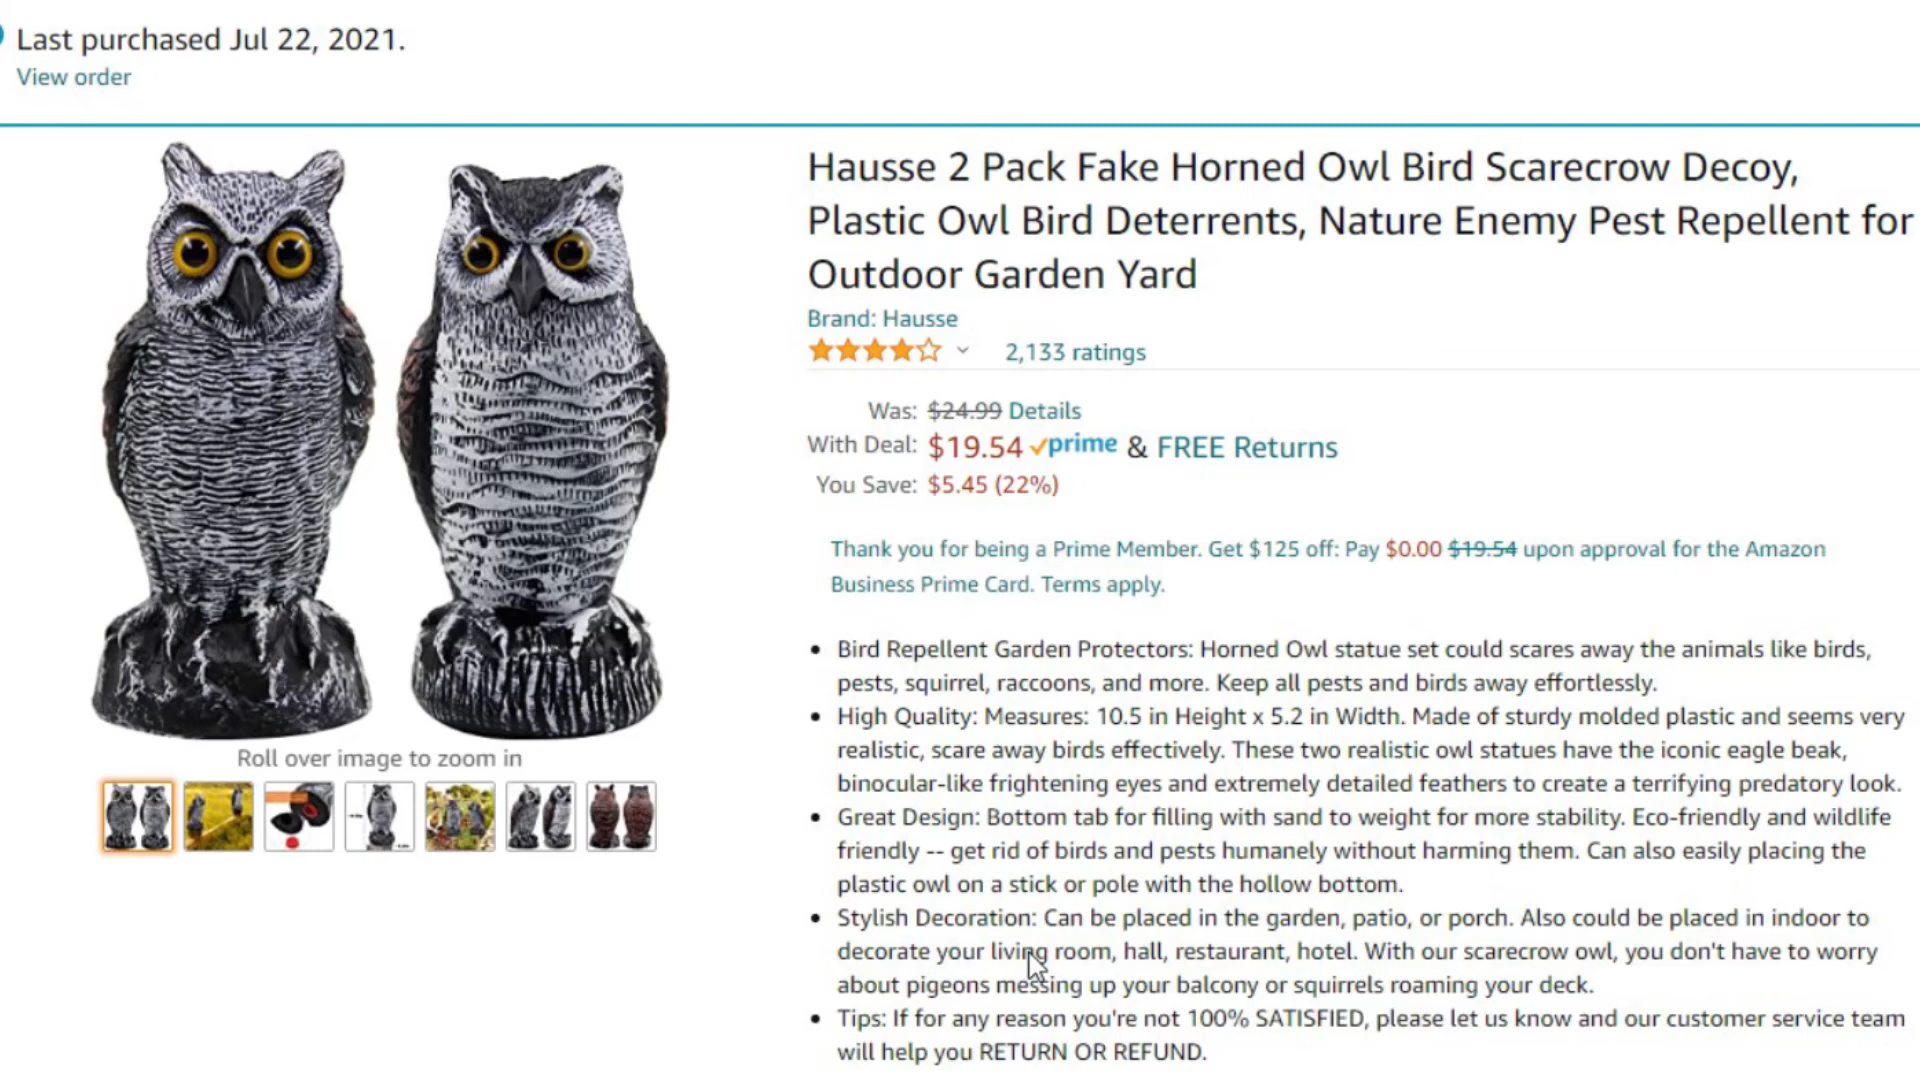 Last purchased Jul 22, 2021.
View order
Hausse 2 Pack Fake Horned Owl Bird Scarecrow Decoy,
Plastic Owl Bird Deterrents, Nature Enemy Pest Repellent for
Outdoor Garden Yard
Brand: Hausse
2,133 ratings
Was: $24.99 Details
With Deal: $19.54 prime & FREE Returns
You Save: $5.45 (22%)
Thank you for being a Prime Member. Get $125 off: Pay $0.00 $19.54 upon approval for the Amazon
Business Prime Card. Terms apply.
Bird Repellent Garden Protectors: Horned Owl statue set could scares away the animals like birds,
pests, squirrel, raccoons, and more. Keep all pests and birds away effortlessly.
High Quality: Measures: 10.5 in Height x 5.2 in Width. Made of sturdy molded plastic and seems very
realistic, scare away birds effectively. These two realistic owl statues have the iconic eagle beak,
binocular-like frightening eyes and extremely detailed feathers to create a terrifying predatory look.
Great Design: Bottom tab for filling with sand to weight for more stability. Eco-friendly and wildlife
friendly -- get rid of birds and pests humanely without harming them. Can also easily placing the
plastic owl on a stick or pole with the hollow bottom.
Stylish Decoration: Can be placed in the garden, patio, or porch. Also could be placed in indoor to
decorate your living room, hall, restaurant, hotel. With our scarecrow owl, you don't have to worry
about pigeons messing up your balcony or squirrels roaming your deck.
Tips: If for any reason you're not 100% SATISFIED, please let us know and our customer service team
will help you RETURN OR REFUND.
Roll over image to zoom in